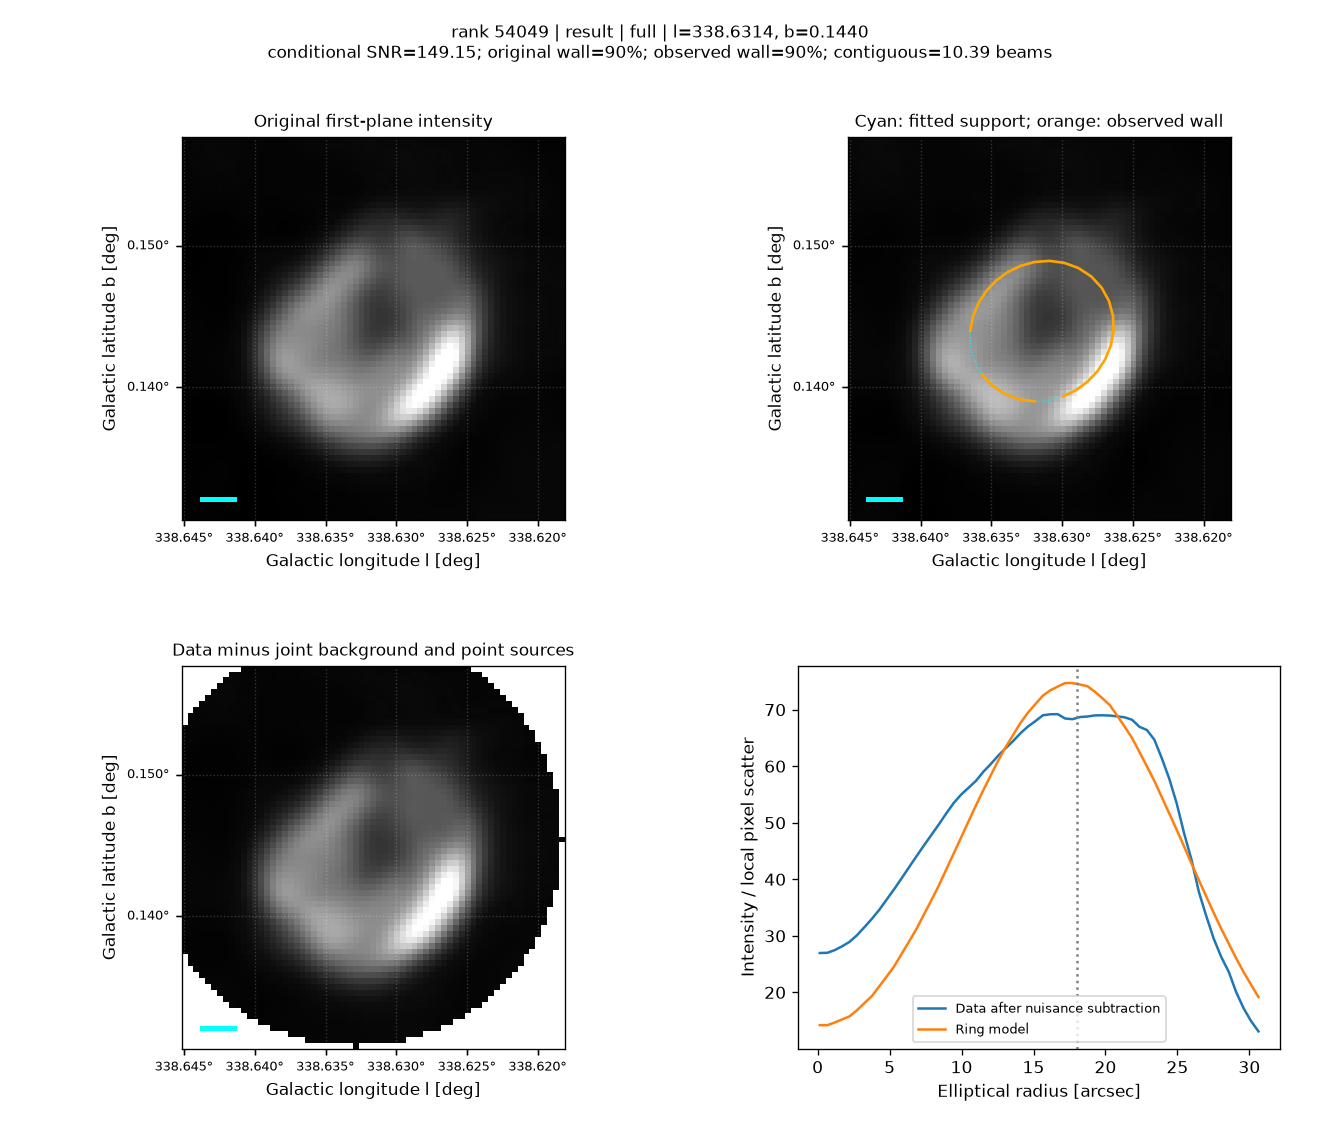 rank 54049 | result | full | l=338.6314, b=0.1440
conditional SNR=149.15; original wall=90%; observed wall=90%; contiguous=10.39 beams
Original first-plane intensity
Galactic latitude b [deg]
0.150°
0.140°
338.645° 338.640° 338.635° 338.630° 338.625° 338.620°
Galactic longitude l [deg]
Cyan: fitted support; orange: observed wall
Galactic latitude b [deg]
0.150°
0.140°
338.645° 338.640° 338.635° 338.630° 338.625° 338.620°
Galactic longitude l [deg]
Data minus joint background and point sources
Galactic latitude b [deg]
0.150°
0.140°
338.645° 338.640° 338.635° 338.630° 338.625° 338.620°
Galactic longitude l [deg]
Intensity / local pixel scatter
70
60
50
40
30
20
Data after nuisance subtraction
Ring model
0 5 10 15 20 25 30
Elliptical radius [arcsec]